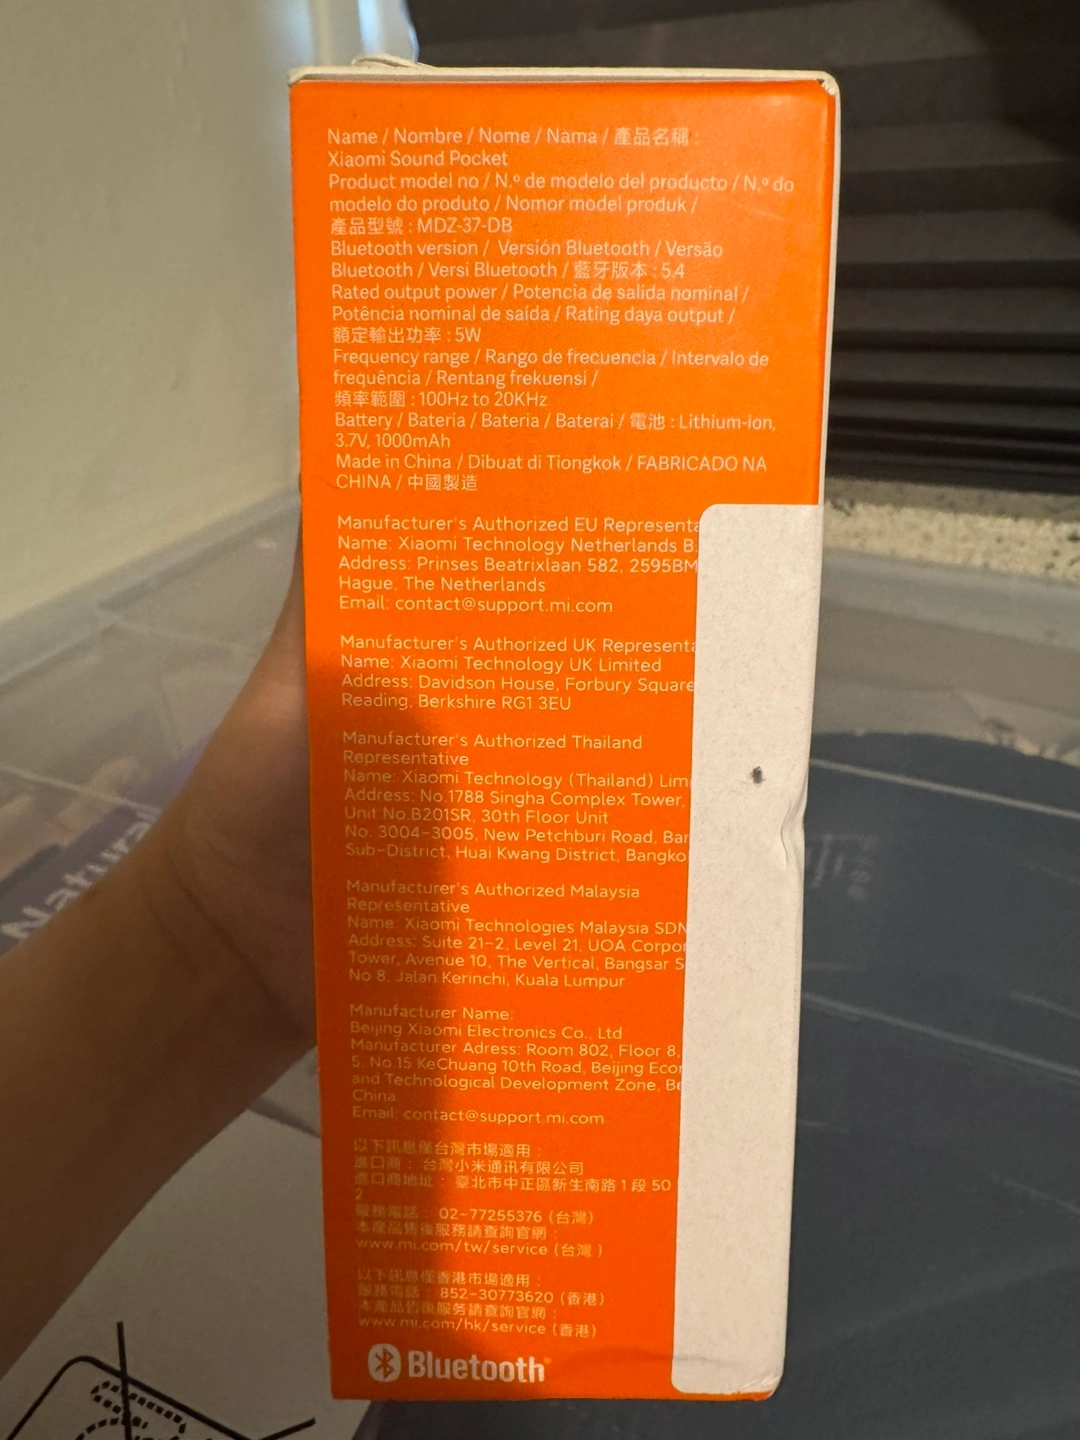 Name / Nombre / Nome / Nama / 產品名稱 :
Xiaomi Sound Pocket
Product model no / N.º de modelo del producto / N.º do
modelo do produto / Nomor model produk /
產品型號 : MDZ-37-DB
Bluetooth version / Versión Bluetooth / Versão
Bluetooth / Versi Bluetooth / 藍牙版本 : 5.4
Rated output power / Potencia de salida nominal /
Potência nominal de saída / Rating daya output /
額定輸出功率 : 5W
Frequency range / Rango de frecuencia / Intervalo de
frequência / Rentang frekuensi /
頻率範圍 : 100Hz to 20KHz
Battery / Batería / Bateria / Baterai / 電池 : Lithium-ion,
3.7V, 1000mAh
Made in China / Dibuat di Tiongkok / FABRICADO NA
CHINA / 中國製造
Manufacturer's Authorized EU Representa
Name: Xiaomi Technology Netherlands B.
Address: Prinses Beatrixlaan 582, 2595BM
Hague, The Netherlands
Email: contact@support.mi.com
Manufacturer's Authorized UK Representa
Name: Xiaomi Technology UK Limited
Address: Davidson House, Forbury Square
Reading, Berkshire RG1 3EU
Manufacturer's Authorized Thailand
Representative
Name: Xiaomi Technology (Thailand) Lim
Address: No.1788 Singha Complex Tower,
Unit No.B201SR, 30th Floor Unit
No. 3004-3005, New Petchburi Road, Ban
Sub-District, Huai Kwang District, Bangko
Manufacturer's Authorized Malaysia
Representative
Name: Xiaomi Technologies Malaysia SDN
Address: Suite 21-2, Level 21, UOA Corpor
Tower, Avenue 10, The Vertical, Bangsar S
No 8, Jalan Kerinchi, Kuala Lumpur
Manufacturer Name:
Beijing Xiaomi Electronics Co., Ltd
Manufacturer Adress: Room 802, Floor 8,
5, No.15 KeChuang 10th Road, Beijing Econ
and Technological Development Zone, Be
China.
Email: contact@support.mi.com
以下訊息僅台灣市場適用 :
進口商 : 台灣小米通訊有限公司
進口商地址 : 臺北市中正區新生南路 1 段 50
2
服務電話 : 02-77255376 (台灣)
本產品售後服務請查詢官網 :
www.mi.com/tw/service (台灣 )
以下訊息僅香港市場適用 :
服務電話 : 852-30773620 (香港)
本產品售後服务請查詢官網 :
www.mi.com/hk/service (香港)
Bluetooth
Natural